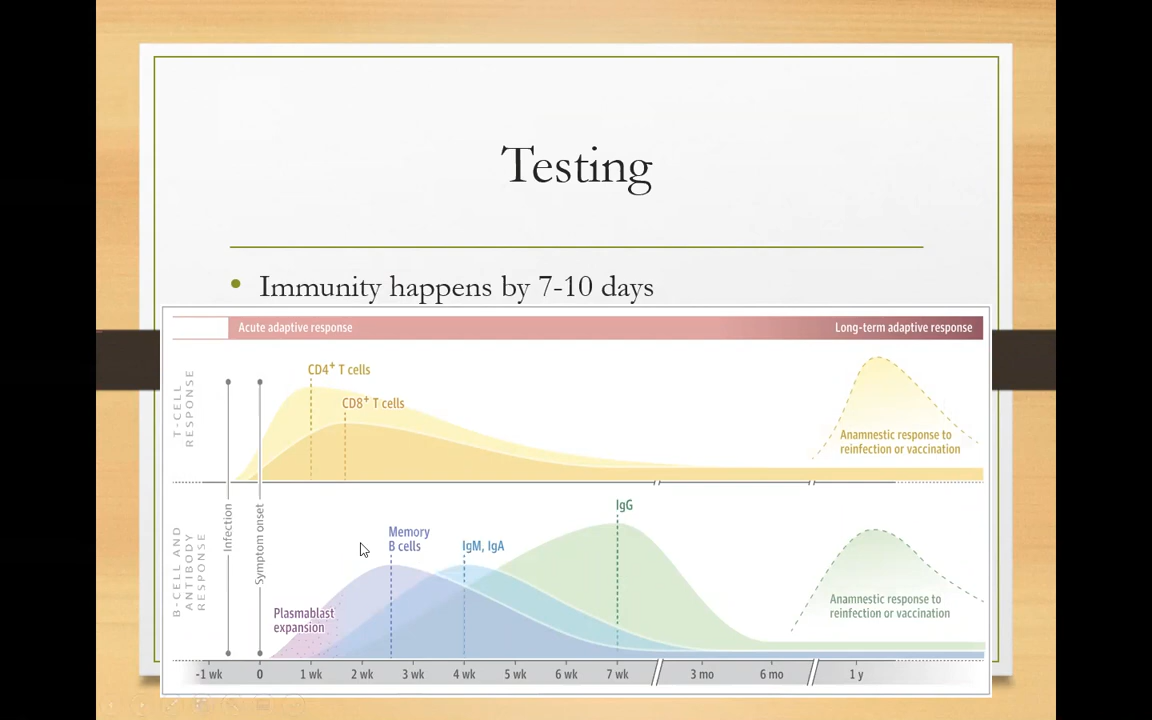 Testing
• Immunity happens by 7-10 days
Acute adaptive response
Long-term adaptive response
T-CELL
RESPONSE
CD4+ T cells
CD8+ T cells
Anamnestic response to
reinfection or vaccination
Infection
Symptom onset
B-CELL AND
ANTIBODY
RESPONSE
Plasmablast
expansion
Memory
B cells
IgM, IgA
IgG
Anamnestic response to
reinfection or vaccination
-1 wk 0 1 wk 2 wk 3 wk 4 wk 5 wk 6 wk 7 wk 3 mo 6 mo 1 y